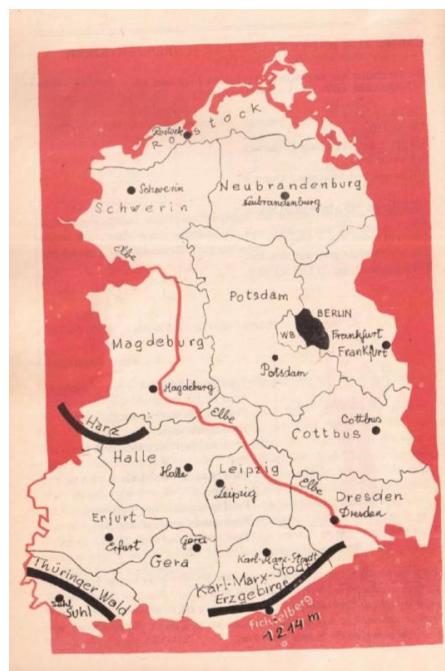 Rostock
ROSTOCK
Schwerin
Schwerin
Neubrandenburg
Neubrandenburg
Elbe
Potsdam
BERLIN
WB
Frankfurt
Frankfurt
Potsdam
Magdeburg
Magdeburg
Elbe
Harz
Cottbus
Cottbus
Halle
Halle
Leipzig
Leipzig
Elbe
Dresden
Dresden
Erfurt
Erfurt
Gera
Gera
Karl-Marx-Stadt
Karl-Marx-Stadt
Erzgebirge
Thüringer Wald
Suhl
Suhl
Fichtelberg
1214 m